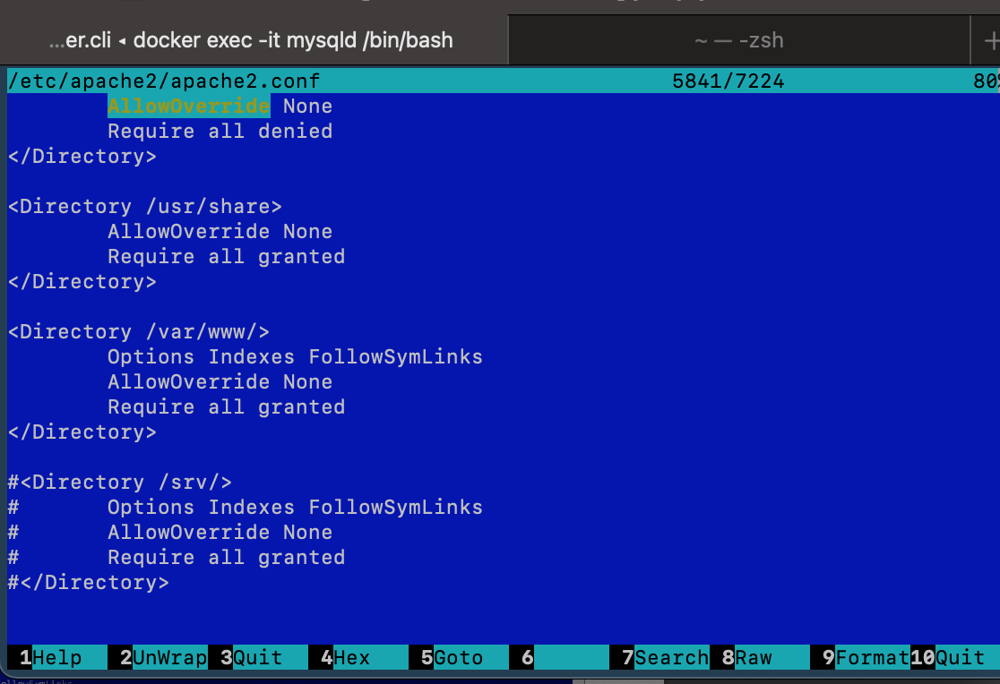 ...er.cli ◂ docker exec -it mysqld /bin/bash
~ — -zsh
+
/etc/apache2/apache2.conf 5841/7224 80%
AllowOverride None
Require all denied
</Directory>
<Directory /usr/share>
AllowOverride None
Require all granted
</Directory>
<Directory /var/www/>
Options Indexes FollowSymLinks
AllowOverride None
Require all granted
</Directory>
#<Directory /srv/>
# Options Indexes FollowSymLinks
# AllowOverride None
# Require all granted
#</Directory>
1Help 2UnWrap 3Quit 4Hex 5Goto 6 7Search 8Raw 9Format 10Quit